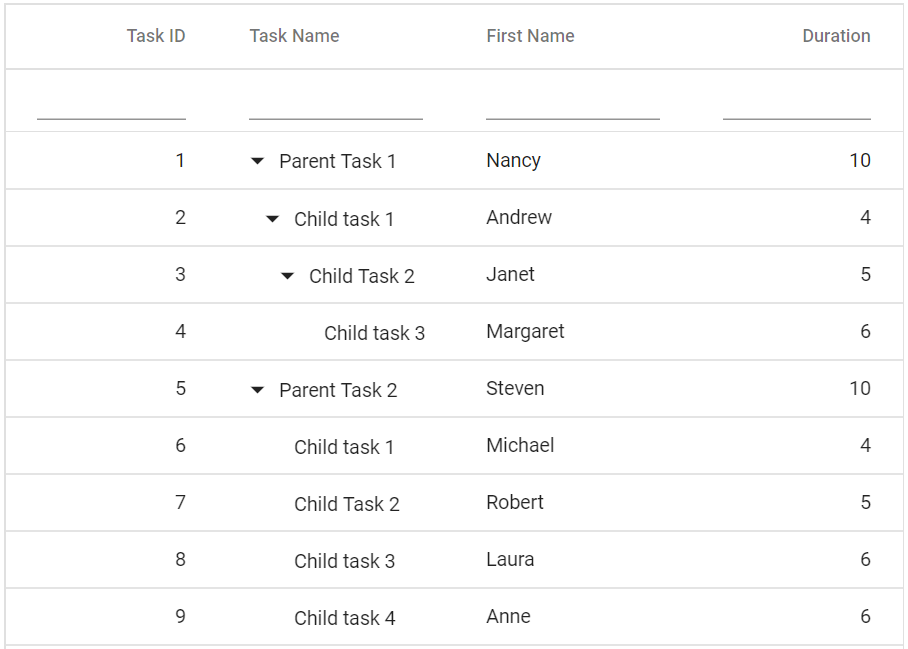 Task ID Task Name First Name Duration
1 Parent Task 1 Nancy 10
2 Child task 1 Andrew 4
3 Child Task 2 Janet 5
4 Child task 3 Margaret 6
5 Parent Task 2 Steven 10
6 Child task 1 Michael 4
7 Child Task 2 Robert 5
8 Child task 3 Laura 6
9 Child task 4 Anne 6